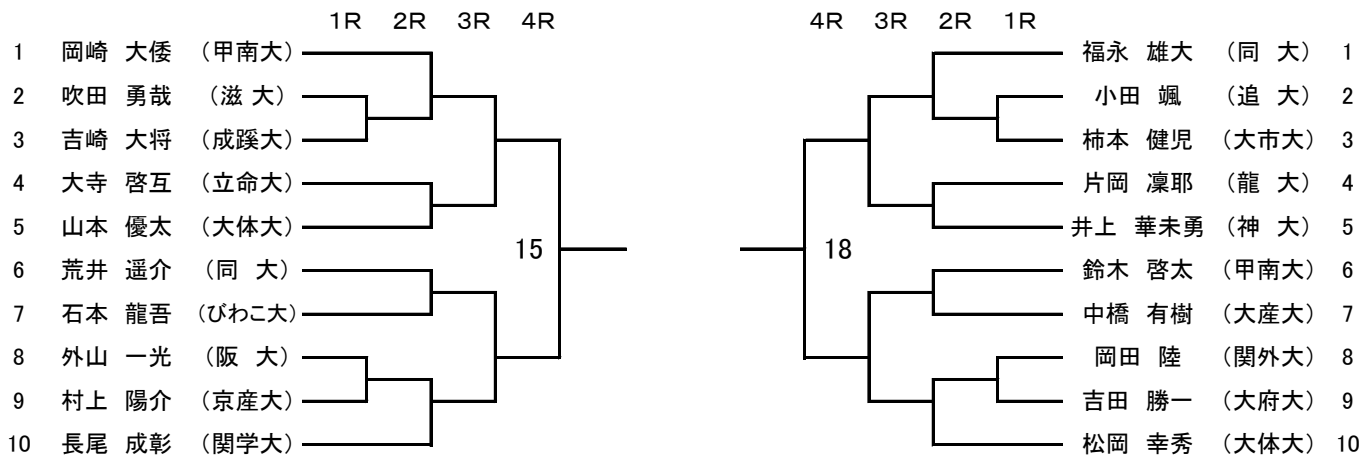 1R 2R 3R 4R 4R 3R 2R 1R
1 岡崎 大倭 (甲南大) 福永 雄大 (同 大) 1
2 吹田 勇哉 (滋 大) 小田 颯 (追 大) 2
3 吉崎 大将 (成蹊大) 柿本 健児 (大市大) 3
4 大寺 啓互 (立命大) 片岡 凜耶 (龍 大) 4
5 山本 優太 (大体大) 井上 華未勇 (神 大) 5
15 18
6 荒井 遥介 (同 大) 鈴木 啓太 (甲南大) 6
7 石本 龍吾 (びわこ大) 中橋 有樹 (大産大) 7
8 外山 一光 (阪 大) 岡田 陸 (関外大) 8
9 村上 陽介 (京産大) 吉田 勝一 (大府大) 9
10 長尾 成彰 (関学大) 松岡 幸秀 (大体大) 10